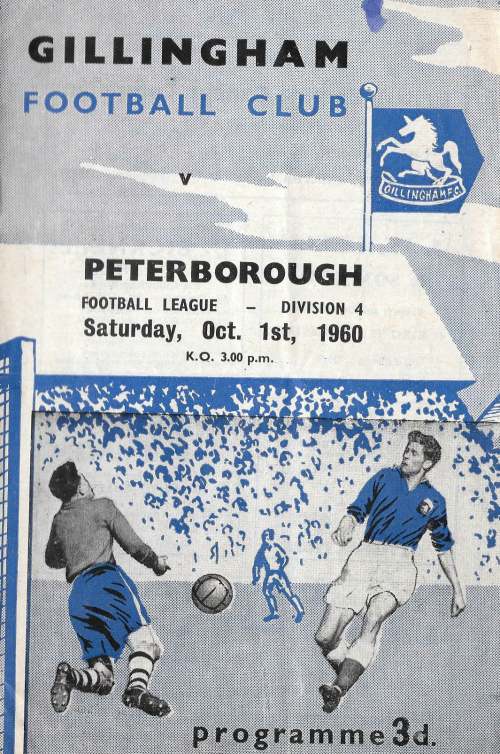 GILLINGHAM
FOOTBALL CLUB
GILLINGHAM F.C.
v
PETERBOROUGH
FOOTBALL LEAGUE - DIVISION 4
Saturday, Oct. 1st, 1960
K.O. 3.00 p.m.
programme 3d.